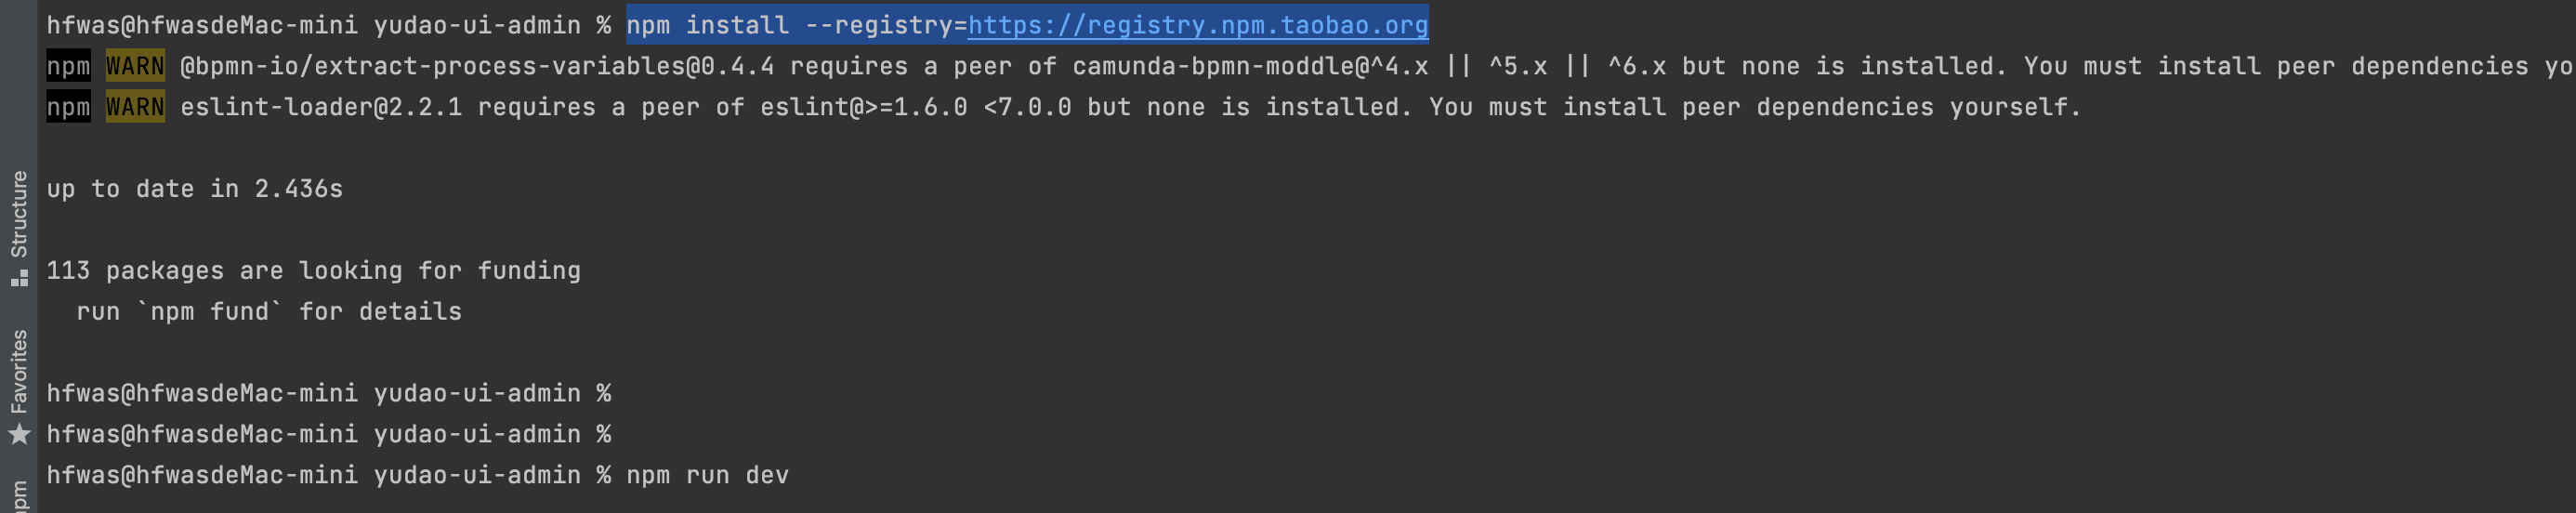 hfwas@hfwasdeMac-mini yudao-ui-admin % npm install --registry=https://registry.npm.taobao.org
npm WARN @bpmn-io/extract-process-variables@0.4.4 requires a peer of camunda-bpmn-moddle@^4.x || ^5.x || ^6.x but none is installed. You must install peer dependencies yo
npm WARN eslint-loader@2.2.1 requires a peer of eslint@>=1.6.0 <7.0.0 but none is installed. You must install peer dependencies yourself.
up to date in 2.436s
113 packages are looking for funding
run `npm fund` for details
hfwas@hfwasdeMac-mini yudao-ui-admin %
hfwas@hfwasdeMac-mini yudao-ui-admin %
hfwas@hfwasdeMac-mini yudao-ui-admin % npm run dev
Structure
Favorites
npm